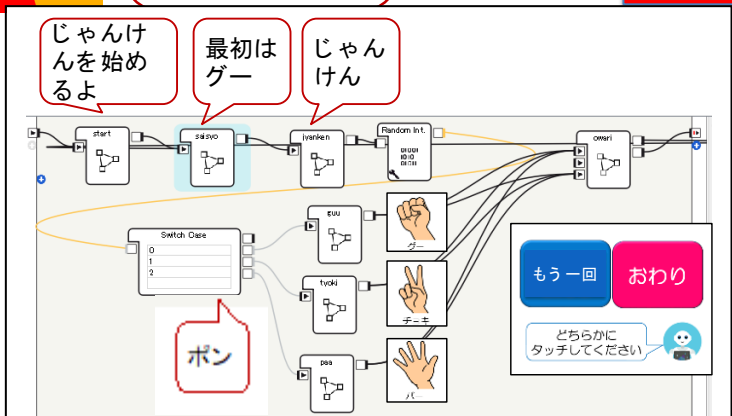 じゃんけ
んを始め
るよ
最初は
グー
じゃん
けん
start
saisyo
jyanken
Random Int.
owari
Switch Case
0
1
2
guu
グー
tyoki
チーキ
paa
パー
ポン
もう一回
おわり
どちらかに
タッチしてください